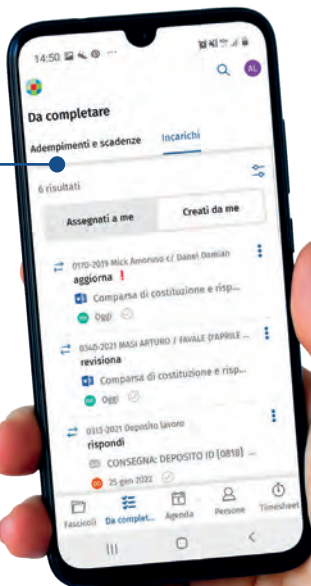 14:50
AL
Da completare
Adempimenti e scadenze
Incarichi
6 risultati
Assegnati a me
Creati da me
0170-2019 Mick Amoruso c/ Danel Damian
aggiorna !
Comparsa di costituzione e risp...
Oggi
0340-2021 MASI ARTURO / FAVALE D'APRILE ...
revisiona
Comparsa di costituzione e risp...
Oggi
0313-2021 Deposito lavoro
rispondi
CONSEGNA: DEPOSITO ID [0818] ...
25 gen 2022
Fascicoli
Da complet...
Agenda
Persone
Timesheet